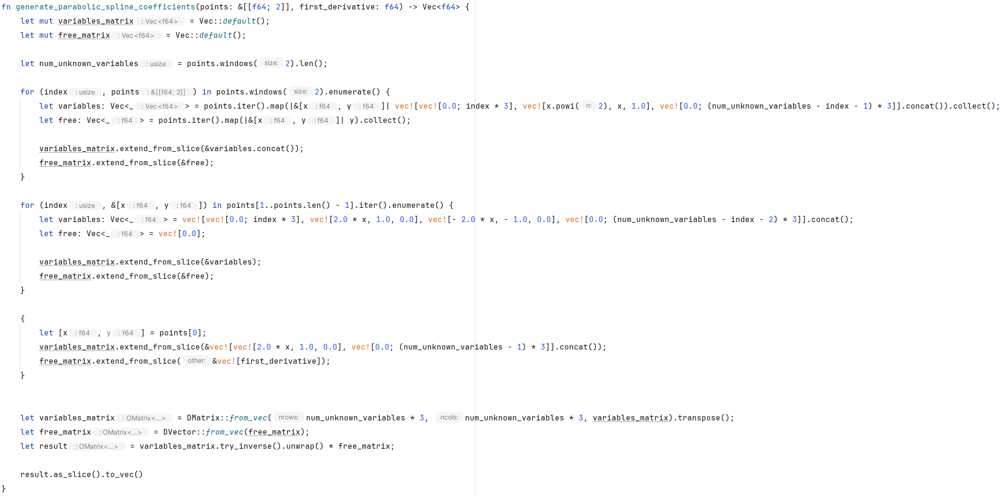 fn generate_parabolic_spline_coefficients(points: &[[f64; 2]], first_derivative: f64) -> Vec<f64> {
    let mut variables_matrix : Vec<f64> = Vec::default();
    let mut free_matrix : Vec<f64> = Vec::default();

    let num_unknown_variables : usize = points.windows( size: 2).len();

    for (index : usize , points : &[[f64; 2]] ) in points.windows( size: 2).enumerate() {
        let variables: Vec<_ : Vec<f64> > = points.iter().map(|&[x : f64 , y : f64 ]| vec![vec![0.0; index * 3], vec![x.powi( n: 2), x, 1.0], vec![0.0; (num_unknown_variables - index - 1) * 3]].concat()).collect();
        let free: Vec<_ : f64 > = points.iter().map(|&[x : f64 , y : f64 ]| y).collect();

        variables_matrix.extend_from_slice(&variables.concat());
        free_matrix.extend_from_slice(&free);
    }

    for (index : usize , &[x : f64 , y : f64 ]) in points[1..points.len() - 1].iter().enumerate() {
        let variables: Vec<_ : f64 > = vec![vec![0.0; index * 3], vec![2.0 * x, 1.0, 0.0], vec![- 2.0 * x, - 1.0, 0.0], vec![0.0; (num_unknown_variables - index - 2) * 3]].concat();
        let free: Vec<_ : f64 > = vec![0.0];

        variables_matrix.extend_from_slice(&variables);
        free_matrix.extend_from_slice(&free);
    }

    {
        let [x : f64 , y : f64 ] = points[0];
        variables_matrix.extend_from_slice(&vec![vec![2.0 * x, 1.0, 0.0], vec![0.0; (num_unknown_variables - 1) * 3]].concat());
        free_matrix.extend_from_slice( other: &vec![first_derivative]);
    }

    let variables_matrix : OMatrix<...> = DMatrix::from_vec( nrows: num_unknown_variables * 3, ncols: num_unknown_variables * 3, variables_matrix).transpose();
    let free_matrix : OMatrix<...> = DVector::from_vec(free_matrix);
    let result : OMatrix<...> = variables_matrix.try_inverse().unwrap() * free_matrix;

    result.as_slice().to_vec()
}